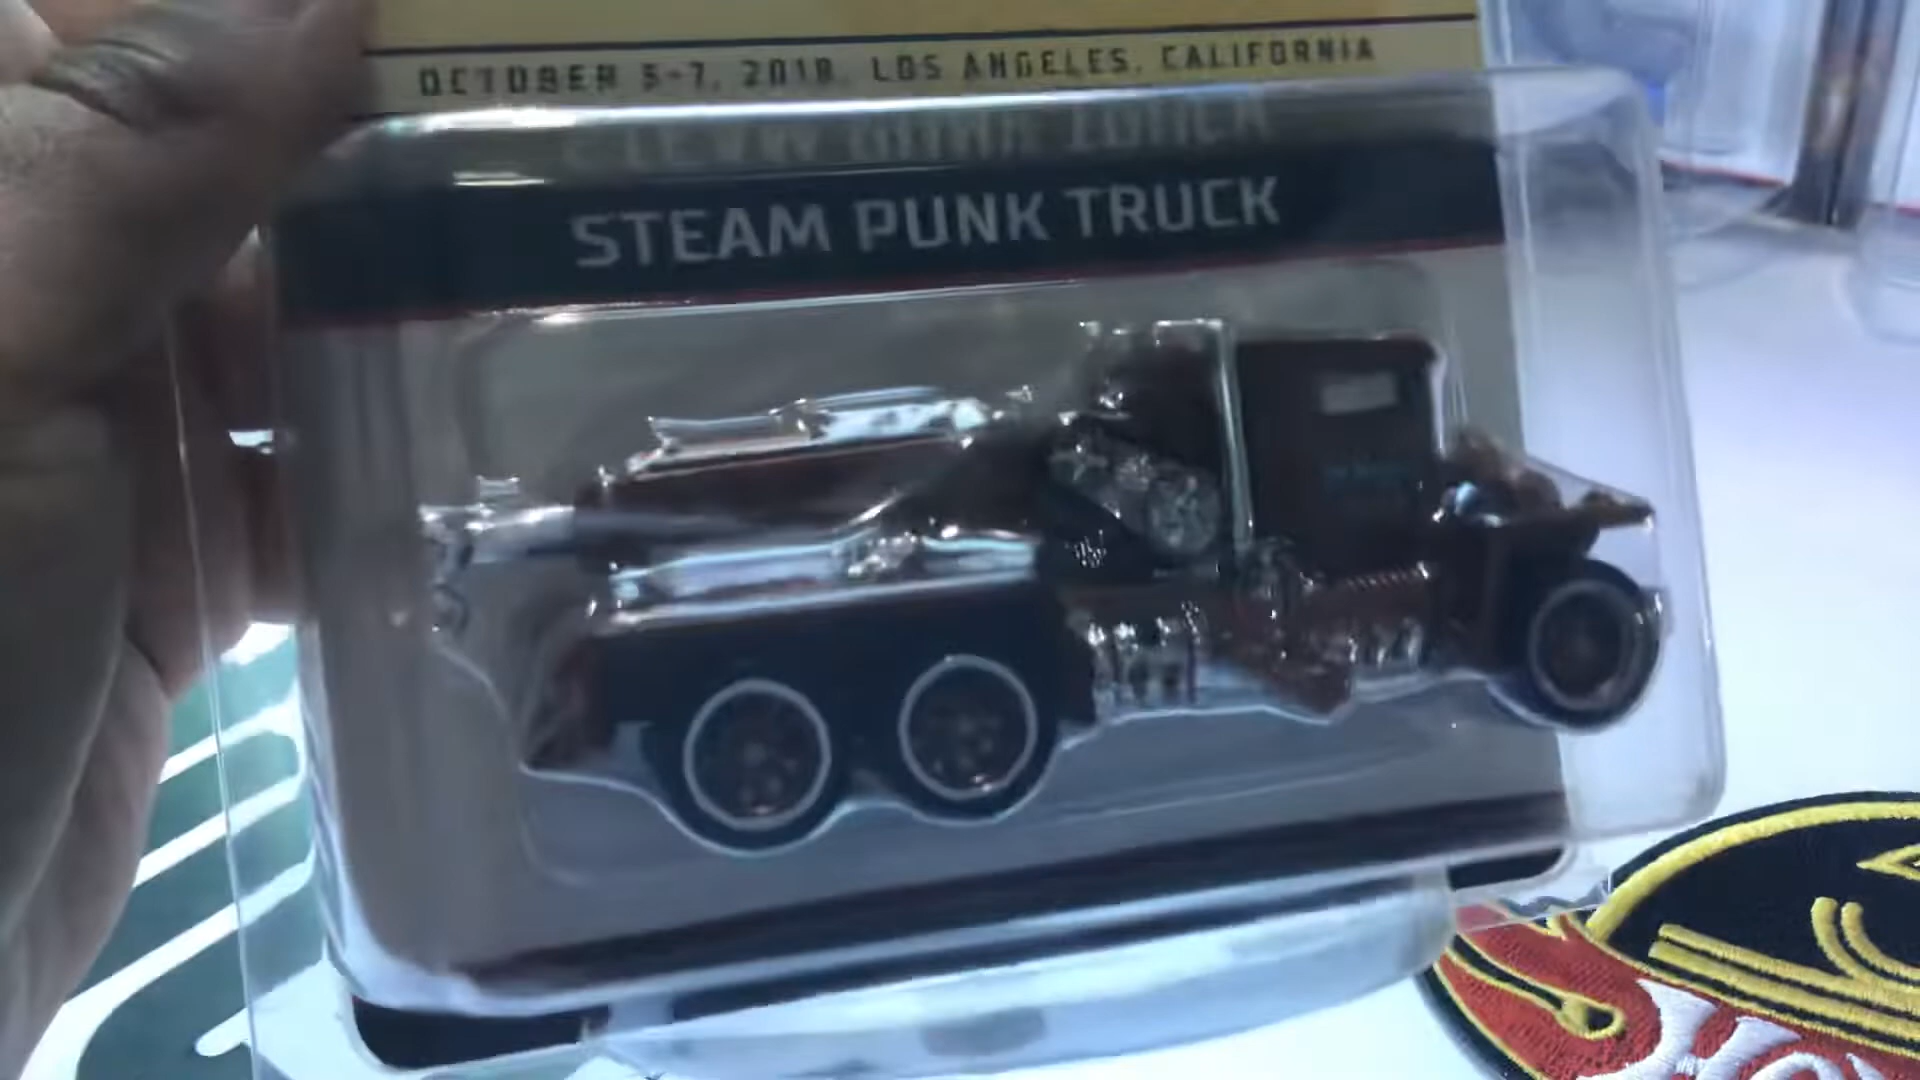 OCTOBER 5-7, 2018. LOS ANGELES, CALIFORNIA
STEAM PUNK TRUCK